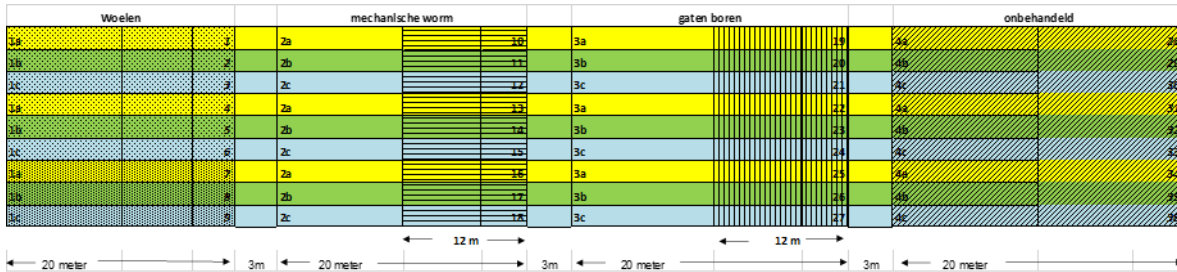 Woelen mechanische worm gaten boren onbehandeld
1a 1 2a 10 3a 19 4a 28
1b 2 2b 11 3b 20 4b 29
1c 3 2c 12 3c 21 4c 30
1a 4 2a 13 3a 22 4a 31
1b 5 2b 14 3b 23 4b 32
1c 6 2c 15 3c 24 4c 33
1a 7 2a 16 3a 25 4a 34
1b 8 2b 17 3b 26 4b 35
1c 9 2c 18 3c 27 4c 36
12 m 12 m
20 meter 3m 20 meter 3m 20 meter 3m 20 meter